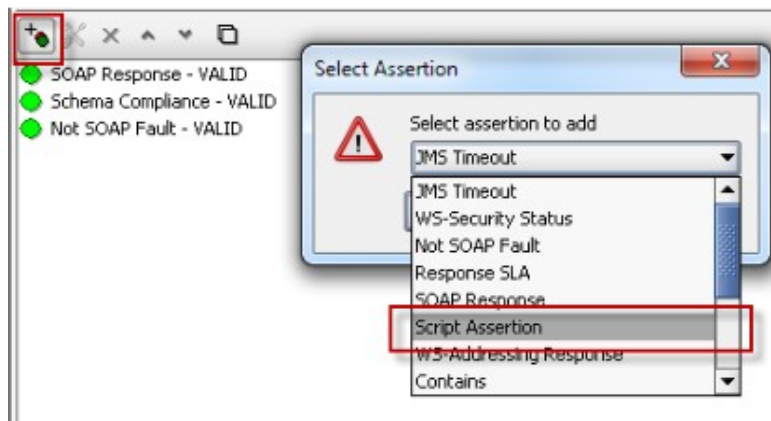 SOAP Response - VALID
Schema Compliance - VALID
Not SOAP Fault - VALID
Select Assertion
Select assertion to add
JMS Timeout
JMS Timeout
WS-Security Status
Not SOAP Fault
Response SLA
SOAP Response
Script Assertion
WS-Addressing Response
Contains